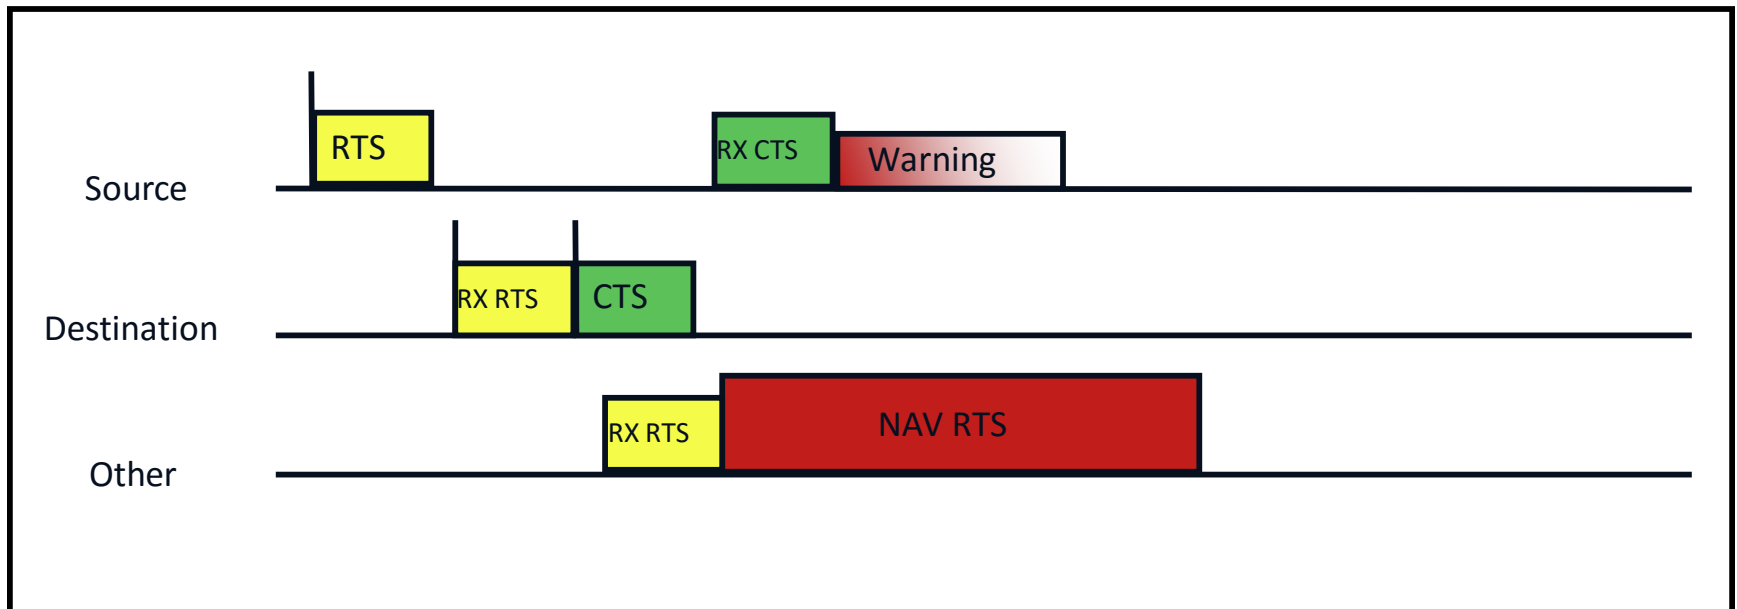 RTS
RX CTS
Warning
Source
RX RTS
CTS
Destination
RX RTS
NAV RTS
Other